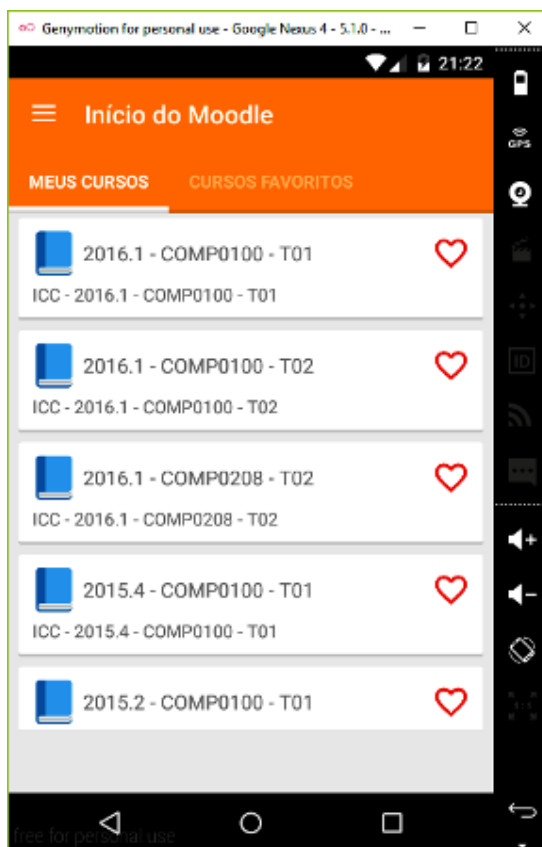 Genymotion for personal use - Google Nexus 4 - 5.1.0 - ...
21:22
Início do Moodle
MEUS CURSOS CURSOS FAVORITOS
2016.1 - COMP0100 - T01
ICC - 2016.1 - COMP0100 - T01
2016.1 - COMP0100 - T02
ICC - 2016.1 - COMP0100 - T02
2016.1 - COMP0208 - T02
ICC - 2016.1 - COMP0208 - T02
2015.4 - COMP0100 - T01
ICC - 2015.4 - COMP0100 - T01
2015.2 - COMP0100 - T01
free for personal use
GPS
ID
1:1